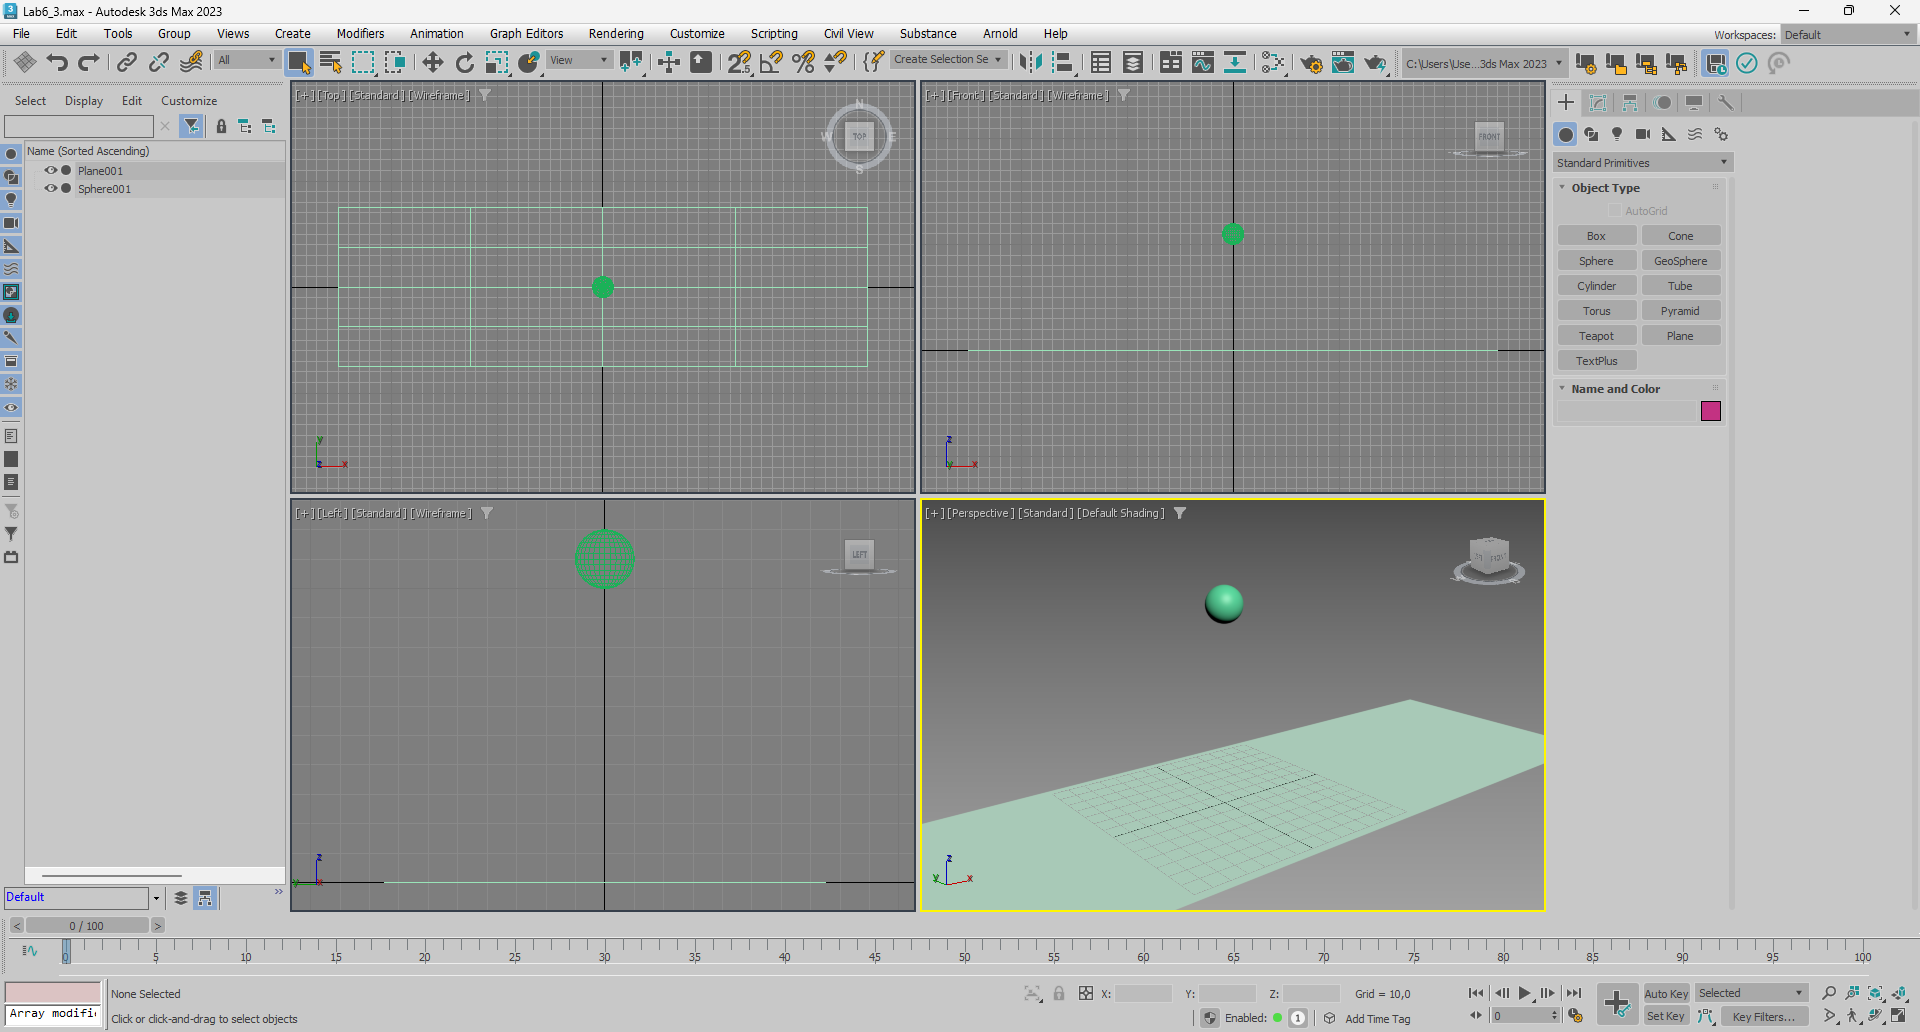 Lab6_3.max - Autodesk 3ds Max 2023
File Edit Tools Group Views Create Modifiers Animation Graph Editors Rendering Customize Scripting Civil View Substance Arnold Help
Workspaces: Default
All
View
Create Selection Se
C:\Users\Use...3ds Max 2023
Select Display Edit Customize
Name (Sorted Ascending)
Plane001
Sphere001
[+] [Top] [Standard] [Wireframe]
N
W TOP E
S
y
z x
[+] [Front] [Standard] [Wireframe]
FRONT
z
y x
[+] [Left] [Standard] [Wireframe]
LEFT
z
y x
[+] [Perspective] [Standard] [Default Shading]
z
y x
Standard Primitives
Object Type
AutoGrid
Box Cone
Sphere GeoSphere
Cylinder Tube
Torus Pyramid
Teapot Plane
TextPlus
Name and Color
Default
< 0 / 100 >
0 5 10 15 20 25 30 35 40 45 50 55 60 65 70 75 80 85 90 95 100
None Selected
X: Y: Z: Grid = 10,0
Auto Key Selected
Array modifi
Click or click-and-drag to select objects
Enabled: 1 Add Time Tag
0
Set Key Key Filters...